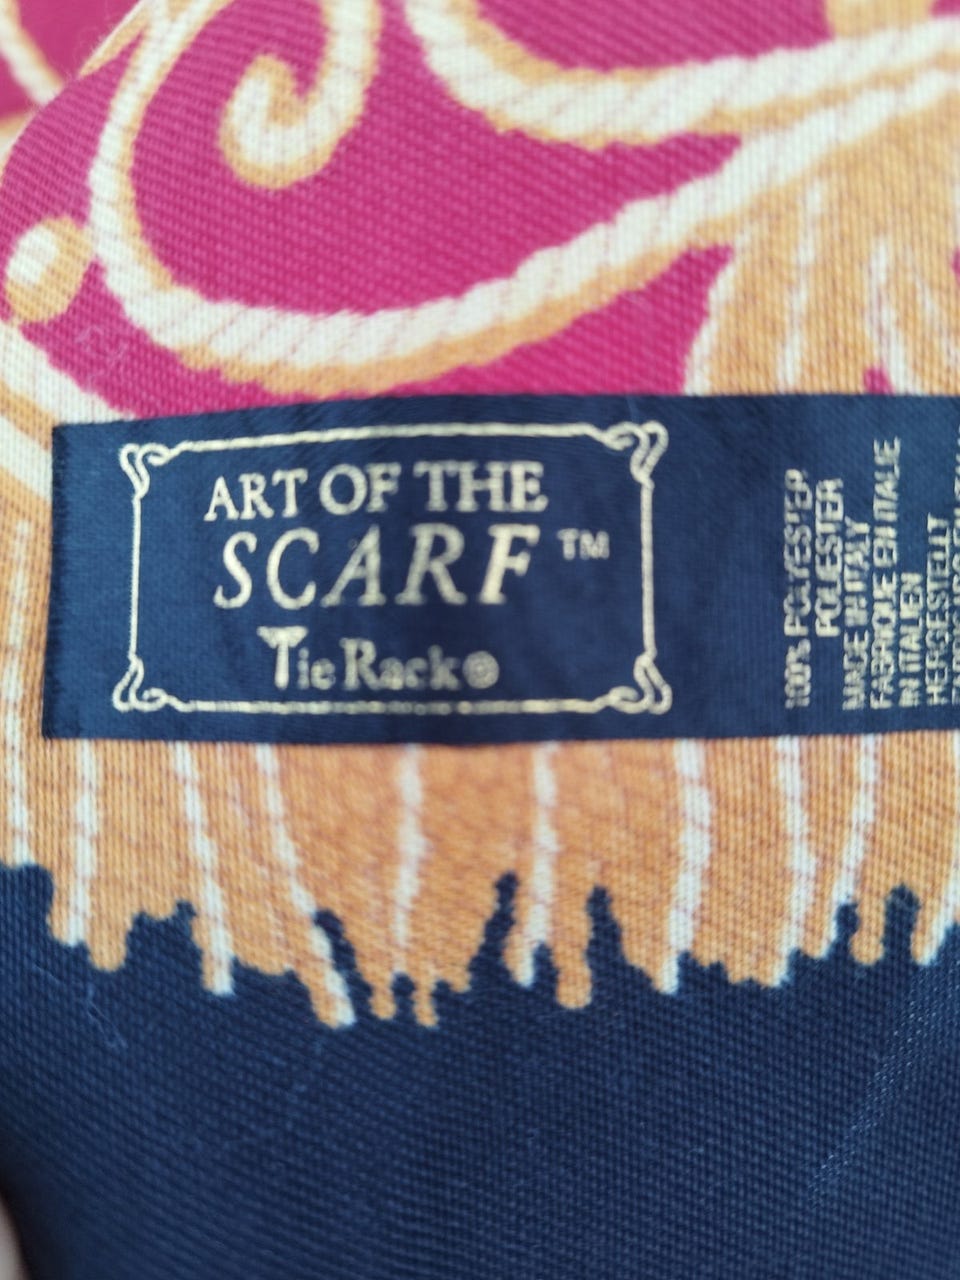 ART OF THE
SCARF™
Tie Rack®
100% POLYESTER
POLIESTER
MADE IN ITALY
FABRIQUE EN ITALIE
IN ITALIEN
HERGESTELLT